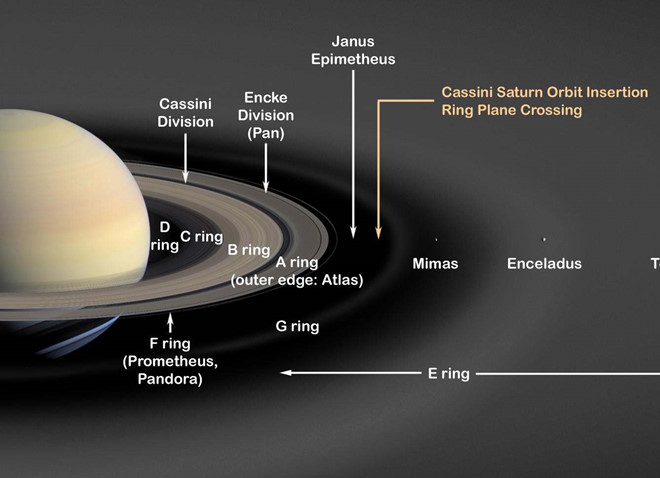 Janus
Epimetheus
Cassini Saturn Orbit Insertion
Ring Plane Crossing
Cassini
Division
Encke
Division
(Pan)
D
ring
C ring
B ring
A ring
(outer edge: Atlas)
Mimas
Enceladus
G ring
F ring
(Prometheus,
Pandora)
E ring